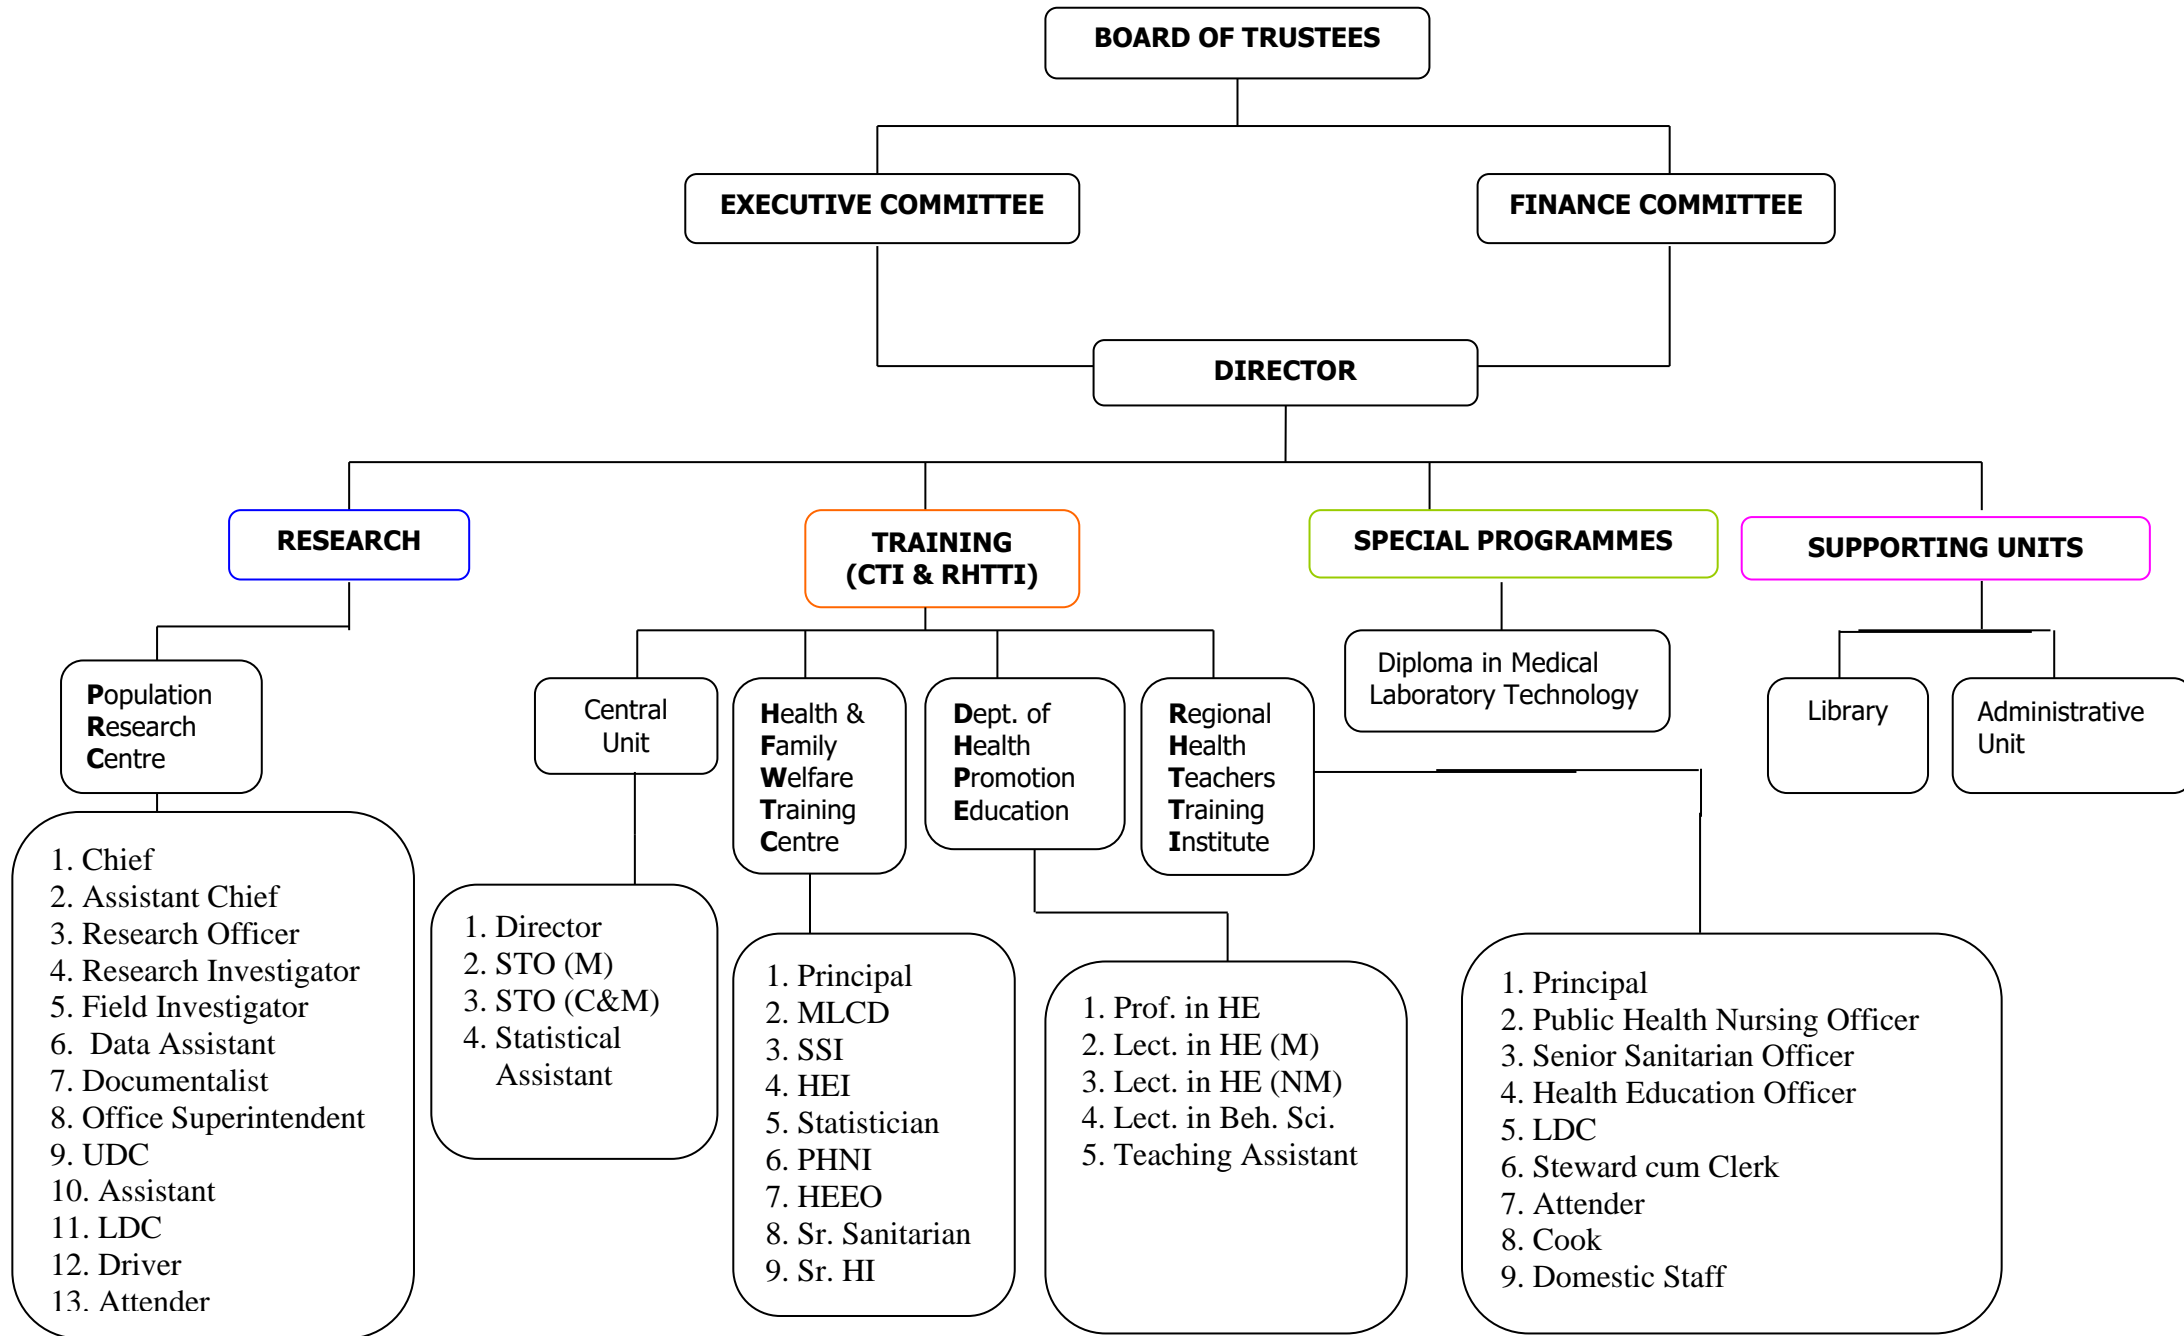 BOARD OF TRUSTEES
EXECUTIVE COMMITTEE
FINANCE COMMITTEE
DIRECTOR
RESEARCH
TRAINING
(CTI & RHTTI)
SPECIAL PROGRAMMES
SUPPORTING UNITS
Population
Research
Centre
Central
Unit
Health &
Family
Welfare
Training
Centre
Dept. of
Health
Promotion
Education
Regional
Health
Teachers
Training
Institute
Diploma in Medical
Laboratory Technology
Library
Administrative
Unit
1. Chief
2. Assistant Chief
3. Research Officer
4. Research Investigator
5. Field Investigator
6. Data Assistant
7. Documentalist
8. Office Superintendent
9. UDC
10. Assistant
11. LDC
12. Driver
13. Attender
1. Director
2. STO (M)
3. STO (C&M)
4. Statistical
Assistant
1. Principal
2. MLCD
3. SSI
4. HEI
5. Statistician
6. PHNI
7. HEEO
8. Sr. Sanitarian
9. Sr. HI
1. Prof. in HE
2. Lect. in HE (M)
3. Lect. in HE (NM)
4. Lect. in Beh. Sci.
5. Teaching Assistant
1. Principal
2. Public Health Nursing Officer
3. Senior Sanitarian Officer
4. Health Education Officer
5. LDC
6. Steward cum Clerk
7. Attender
8. Cook
9. Domestic Staff